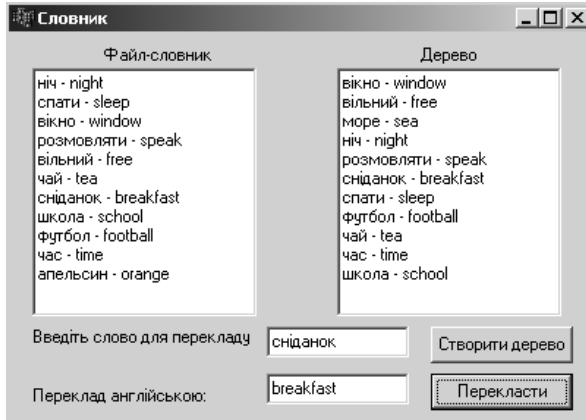 Словник
Файл-словник
ніч - night
спати - sleep
вікно - window
розмовляти - speak
вільний - free
чай - tea
сніданок - breakfast
школа - school
футбол - football
час - time
апельсин - orange
Дерево
вікно - window
вільний - free
море - sea
ніч - night
розмовляти - speak
сніданок - breakfast
спати - sleep
футбол - football
чай - tea
час - time
школа - school
Введіть слово для перекладу
сніданок
Створити дерево
Переклад англійською:
breakfast
Перекласти